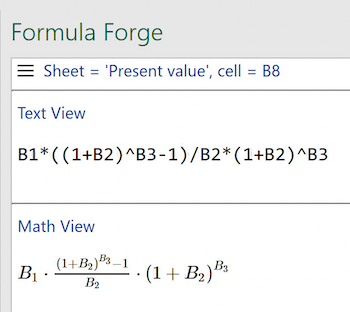 Formula Forge
☰ Sheet = 'Present value', cell = B8
Text View
B1*((1+B2)^B3-1)/B2*(1+B2)^B3
Math View
B₁ · ((1+B₂)^B₃−1)/B₂ · (1 + B₂)^B₃